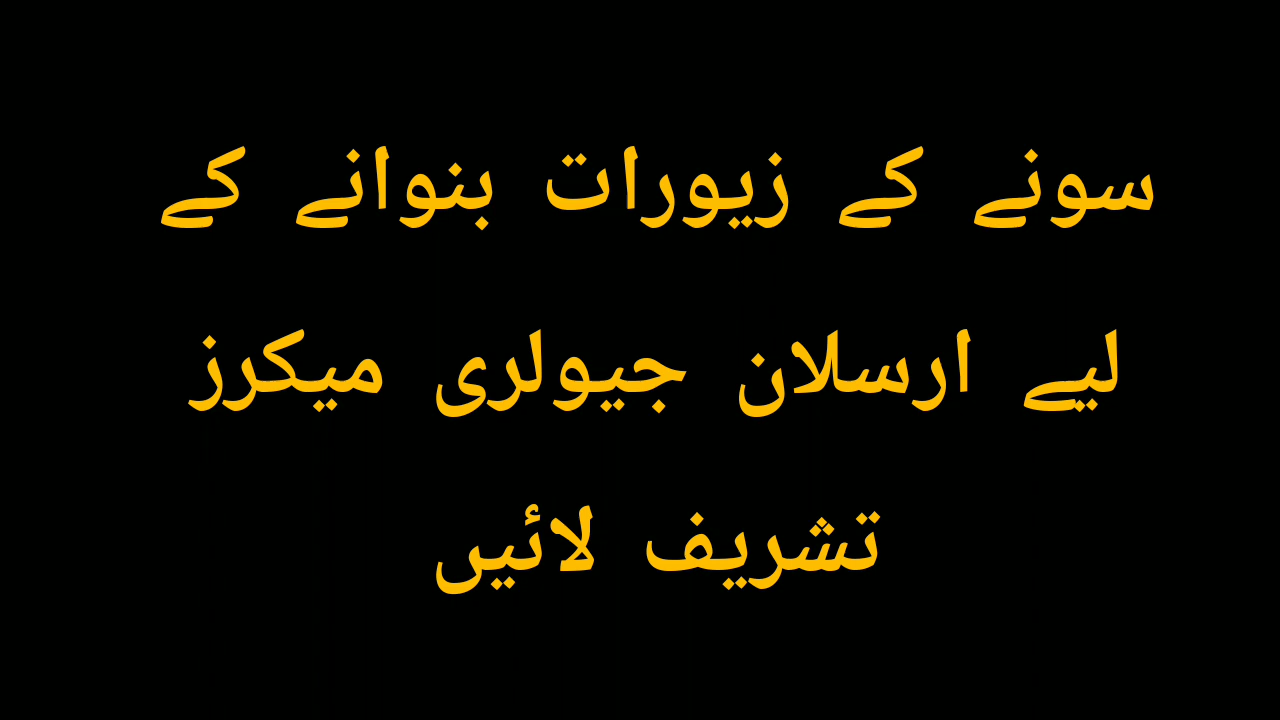 سونے کے زیورات بنوانے کے
لیے ارسلان جیولری میکرز
تشریف لائیں